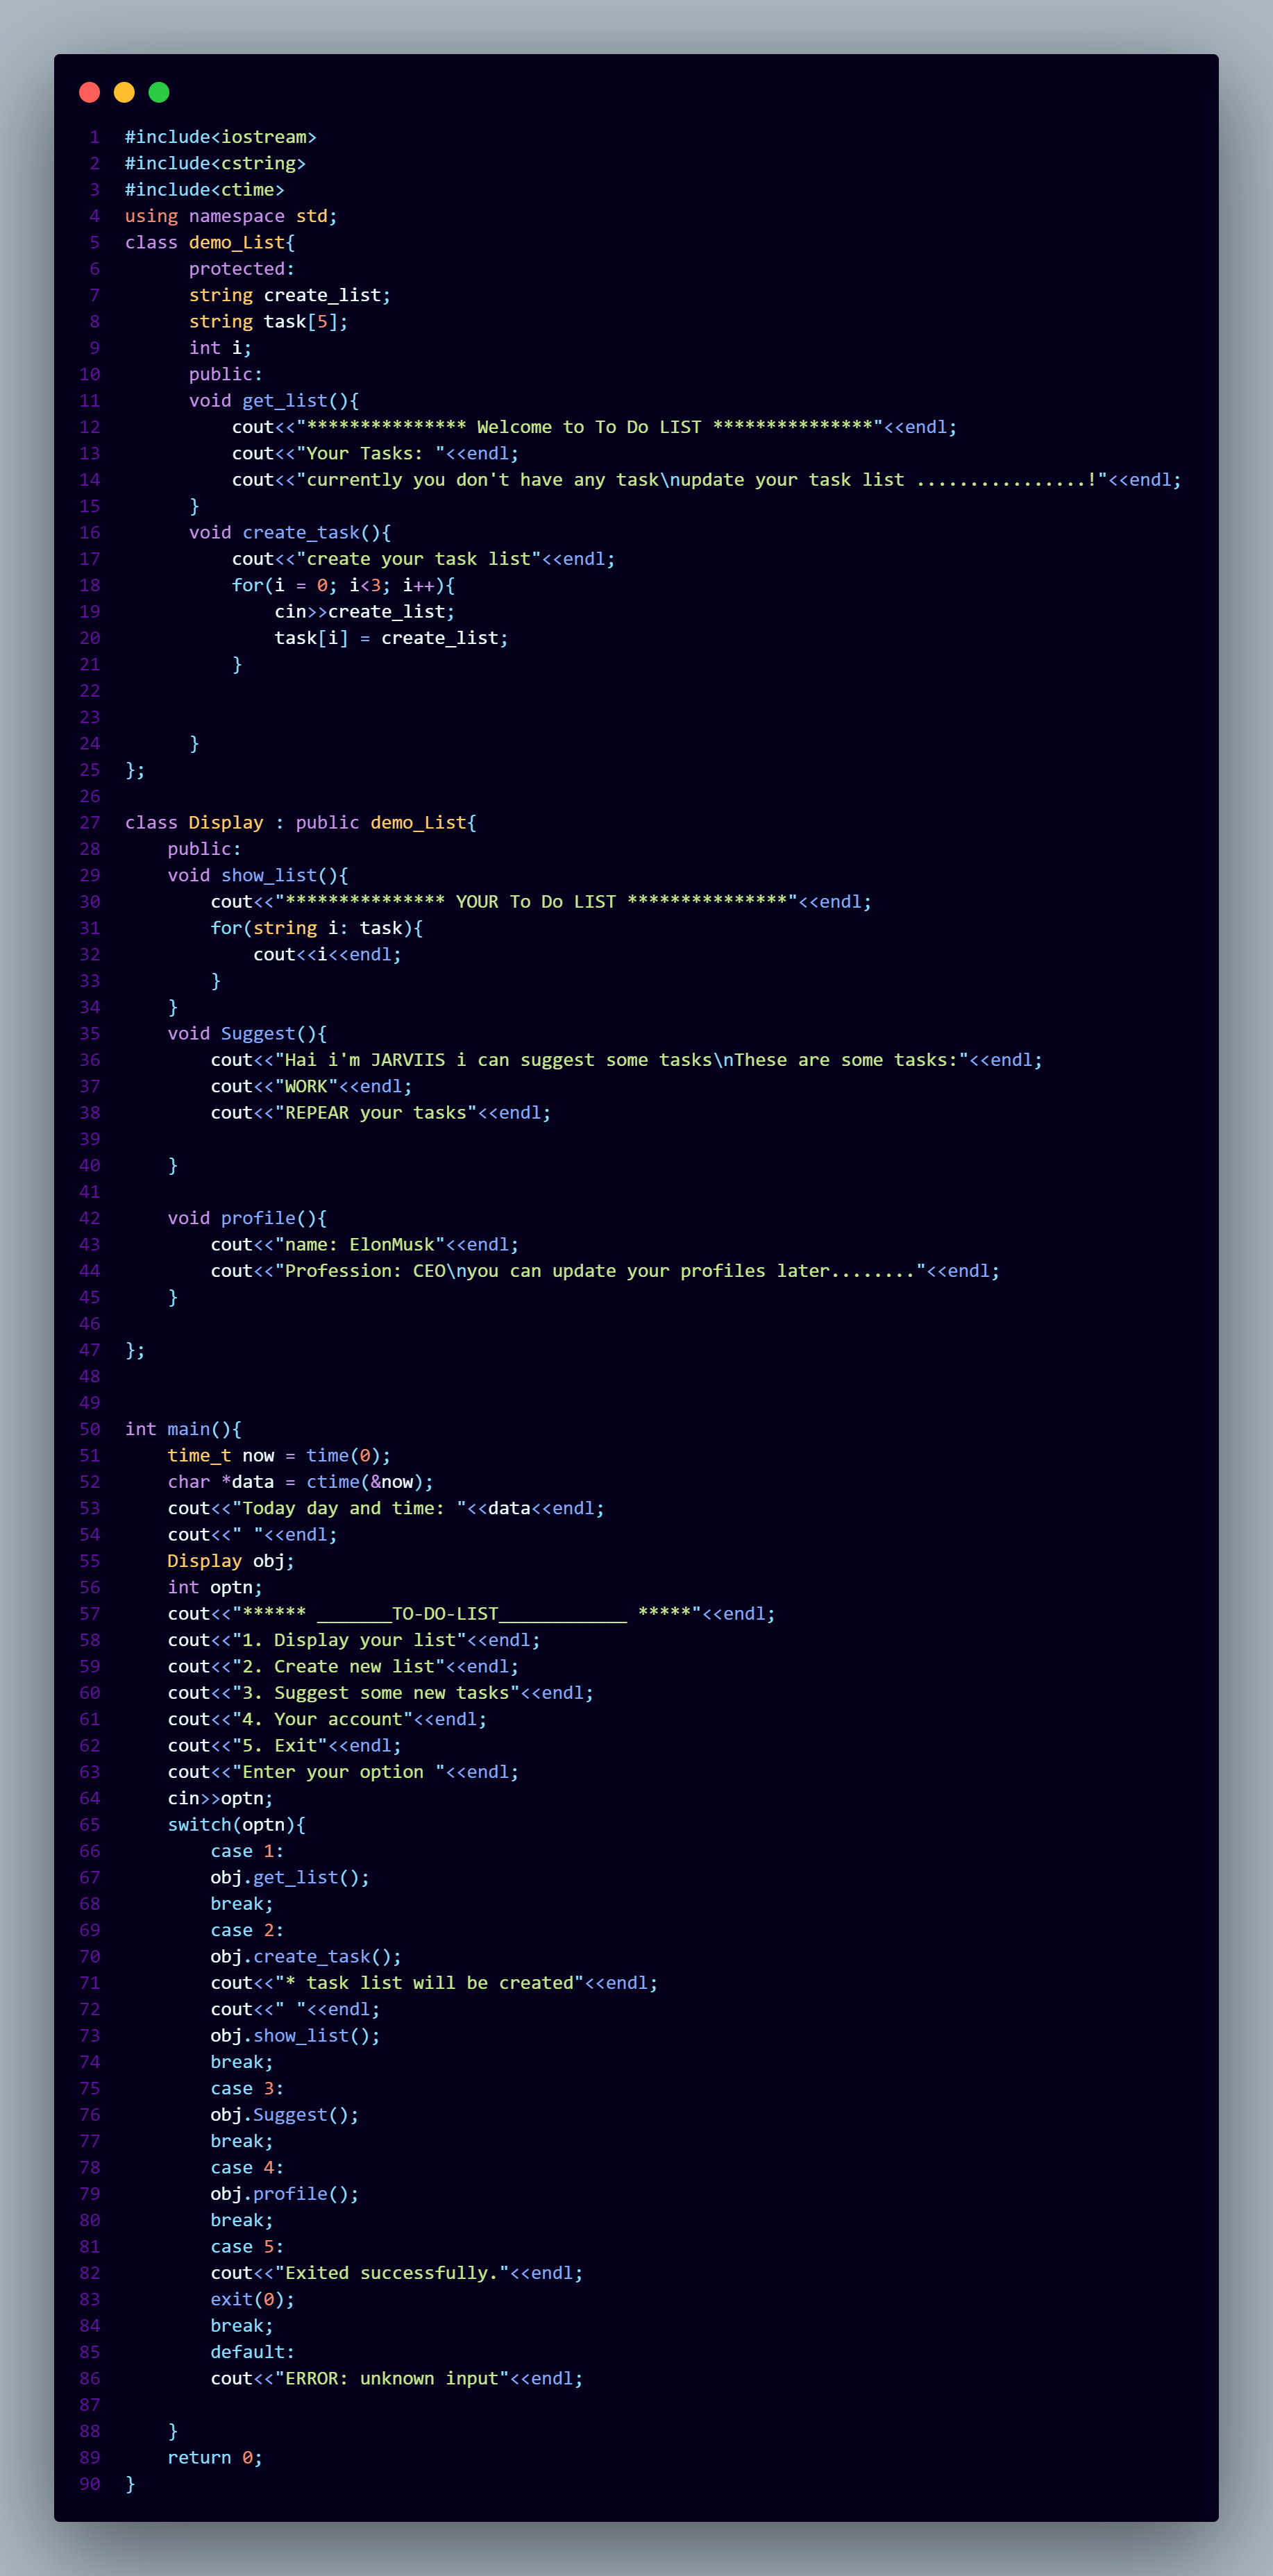 1 #include<iostream>
2 #include<cstring>
3 #include<ctime>
4 using namespace std;
5 class demo_List{
6       protected:
7       string create_list;
8       string task[5];
9       int i;
10       public:
11       void get_list(){
12           cout<<"*************** Welcome to To Do LIST ***************"<<endl;
13           cout<<"Your Tasks: "<<endl;
14           cout<<"currently you don't have any task\nupdate your task list ................!"<<endl;
15       }
16       void create_task(){
17           cout<<"create your task list"<<endl;
18           for(i = 0; i<3; i++){
19               cin>>create_list;
20               task[i] = create_list;
21           }
22
23
24       }
25 };
26
27 class Display : public demo_List{
28     public:
29     void show_list(){
30         cout<<"*************** YOUR To Do LIST ***************"<<endl;
31         for(string i: task){
32             cout<<i<<endl;
33         }
34     }
35     void Suggest(){
36         cout<<"Hai i'm JARVIIS i can suggest some tasks\nThese are some tasks:"<<endl;
37         cout<<"WORK"<<endl;
38         cout<<"REPEAR your tasks"<<endl;
39
40     }
41
42     void profile(){
43         cout<<"name: ElonMusk"<<endl;
44         cout<<"Profession: CEO\nyou can update your profiles later........"<<endl;
45     }
46
47 };
48
49
50 int main(){
51     time_t now = time(0);
52     char *data = ctime(&now);
53     cout<<"Today day and time: "<<data<<endl;
54     cout<<" "<<endl;
55     Display obj;
56     int optn;
57     cout<<"****** _______TO-DO-LIST____________ *****"<<endl;
58     cout<<"1. Display your list"<<endl;
59     cout<<"2. Create new list"<<endl;
60     cout<<"3. Suggest some new tasks"<<endl;
61     cout<<"4. Your account"<<endl;
62     cout<<"5. Exit"<<endl;
63     cout<<"Enter your option "<<endl;
64     cin>>optn;
65     switch(optn){
66         case 1:
67         obj.get_list();
68         break;
69         case 2:
70         obj.create_task();
71         cout<<"* task list will be created"<<endl;
72         cout<<" "<<endl;
73         obj.show_list();
74         break;
75         case 3:
76         obj.Suggest();
77         break;
78         case 4:
79         obj.profile();
80         break;
81         case 5:
82         cout<<"Exited successfully."<<endl;
83         exit(0);
84         break;
85         default:
86         cout<<"ERROR: unknown input"<<endl;
87
88     }
89     return 0;
90 }